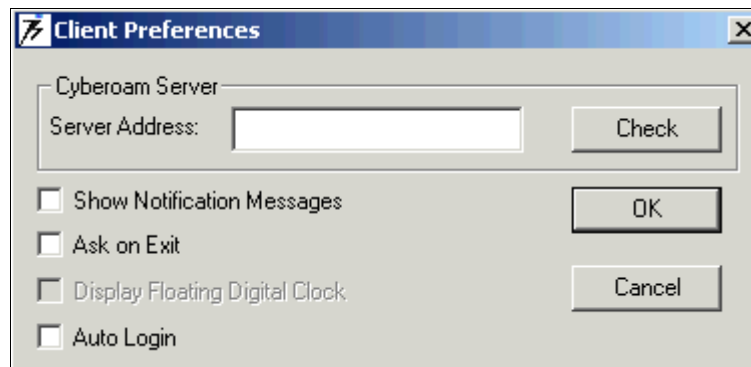 Client Preferences
Cyberoam Server
Server Address:
Check
Show Notification Messages
OK
Ask on Exit
Display Floating Digital Clock
Cancel
Auto Login